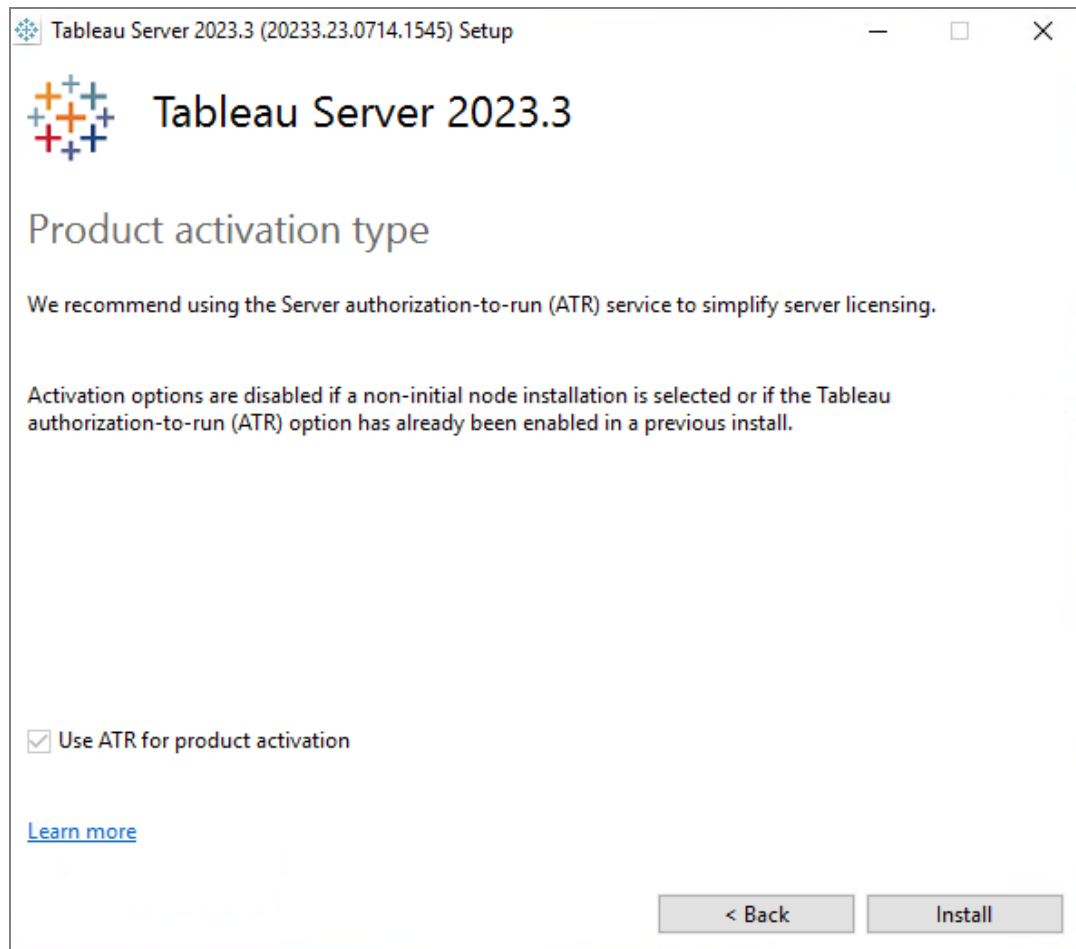 Tableau Server 2023.3 (20233.23.0714.1545) Setup
Tableau Server 2023.3
Product activation type
We recommend using the Server authorization-to-run (ATR) service to simplify server licensing.
Activation options are disabled if a non-initial node installation is selected or if the Tableau
authorization-to-run (ATR) option has already been enabled in a previous install.
Use ATR for product activation
Learn more
< Back
Install